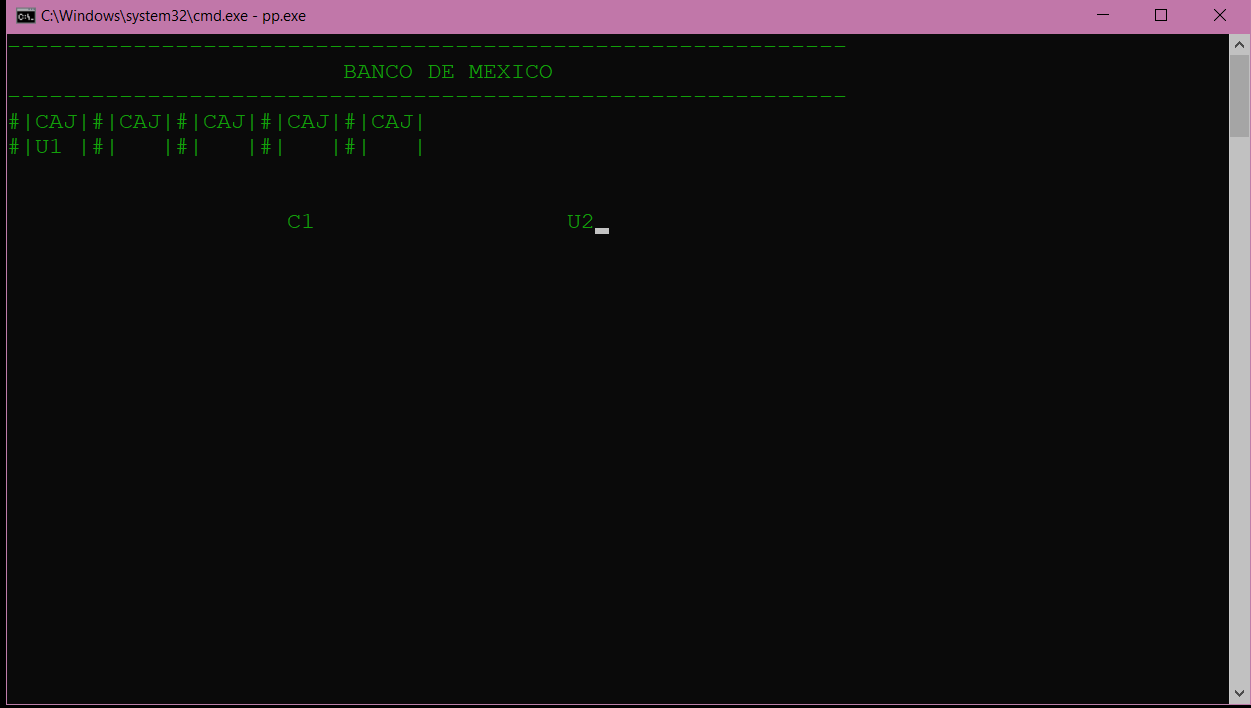 C:\Windows\system32\cmd.exe - pp.exe
------------------------------------------------------------
BANCO DE MEXICO
------------------------------------------------------------
#|CAJ|#|CAJ|#|CAJ|#|CAJ|#|CAJ|
#|U1 |#|   |#|   |#|   |#|   |
C1                  U2